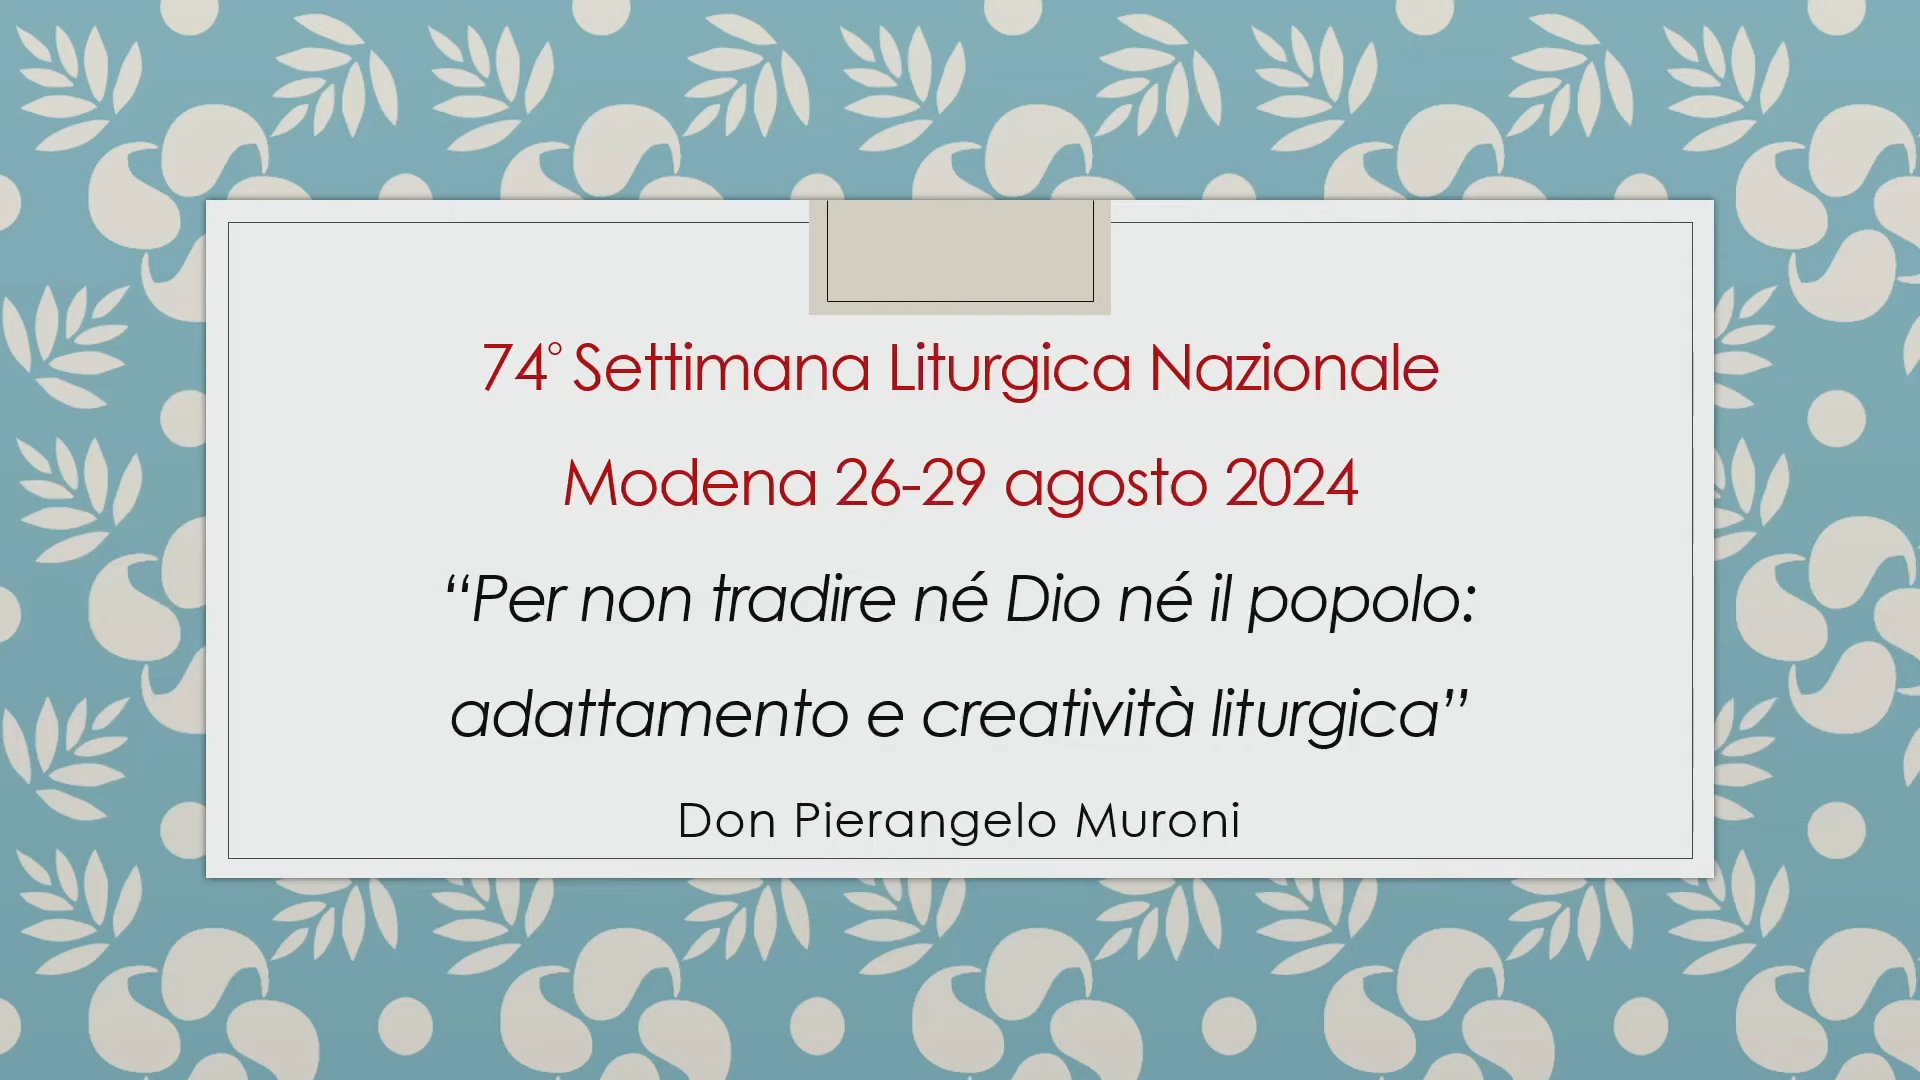 74° Settimana Liturgica Nazionale
Modena 26-29 agosto 2024
“Per non tradire né Dio né il popolo:
adattamento e creatività liturgica”
Don Pierangelo Muroni